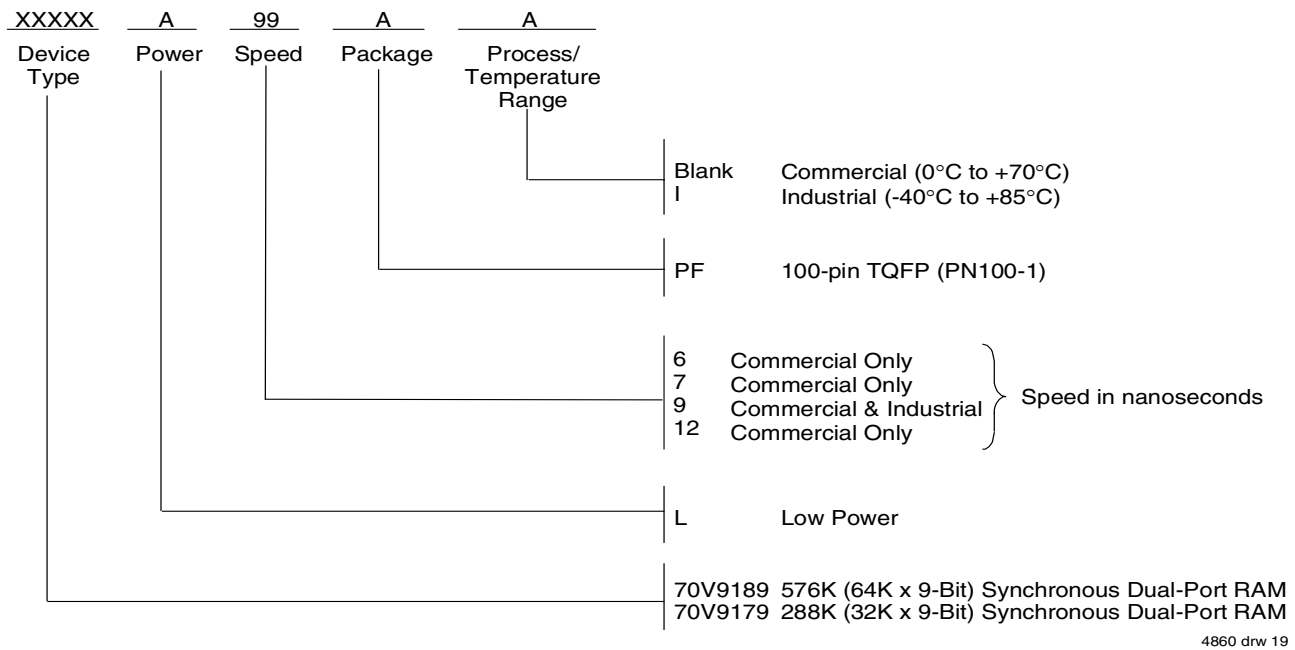 XXXXX A 99 A A
Device Type Power Speed Package Process/ Temperature Range
Blank Commercial (0°C to +70°C)
I Industrial (-40°C to +85°C)
PF 100-pin TQFP (PN100-1)
6 Commercial Only
7 Commercial Only
9 Commercial & Industrial
12 Commercial Only
Speed in nanoseconds
L Low Power
70V9189 576K (64K x 9-Bit) Synchronous Dual-Port RAM
70V9179 288K (32K x 9-Bit) Synchronous Dual-Port RAM
4860 drw 19